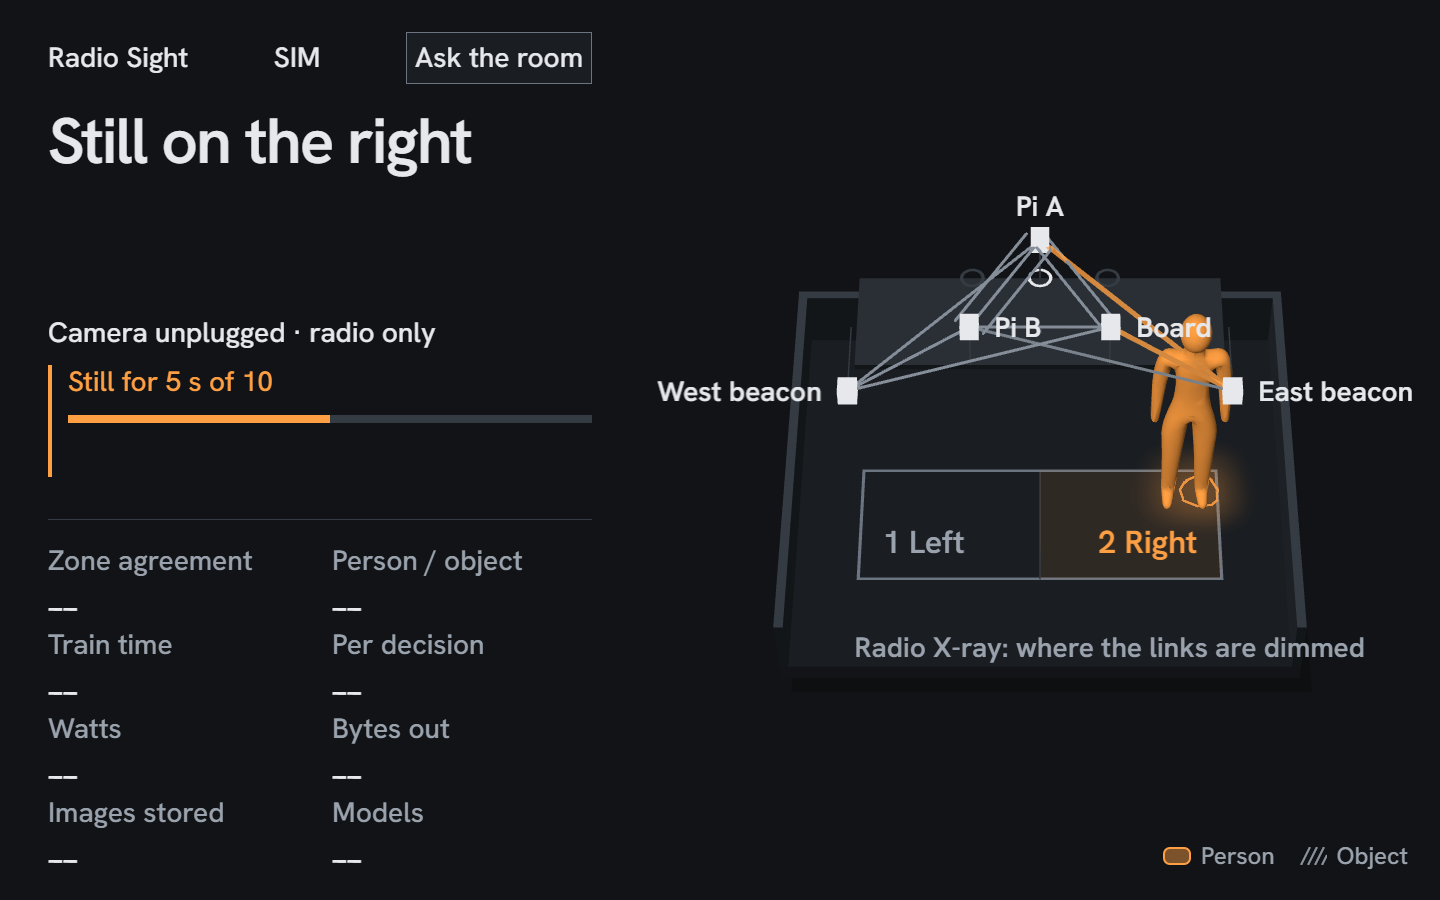 Radio Sight
SIM
Ask the room
Still on the right
Camera unplugged · radio only
Still for 5 s of 10
Zone agreement
Person / object
––
––
Train time
Per decision
––
––
Watts
Bytes out
––
––
Images stored
Models
––
––
Pi A
Pi B
Board
West beacon
East beacon
1 Left
2 Right
Radio X-ray: where the links are dimmed
Person
Object